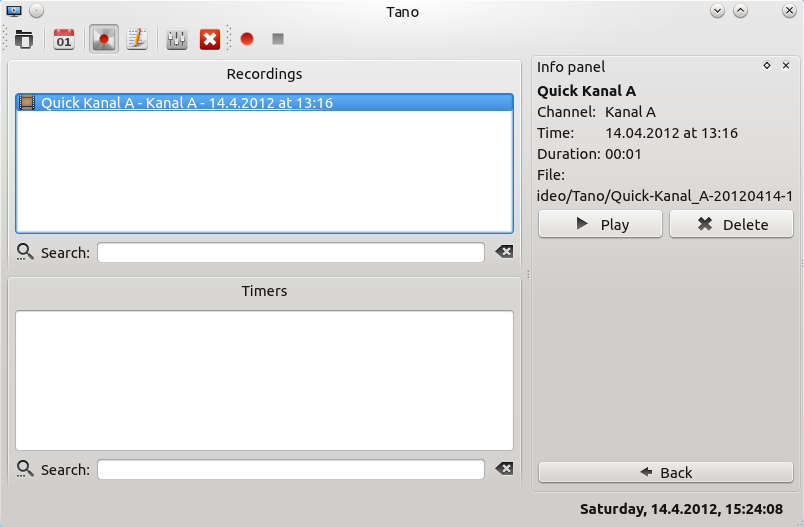 Tano
01
Recordings
Quick Kanal A - Kanal A - 14.4.2012 at 13:16
Search:
Timers
Search:
Info panel
Quick Kanal A
Channel: Kanal A
Time: 14.04.2012 at 13:16
Duration: 00:01
File:
ideo/Tano/Quick-Kanal_A-20120414-1
Play
Delete
Back
Saturday, 14.4.2012, 15:24:08